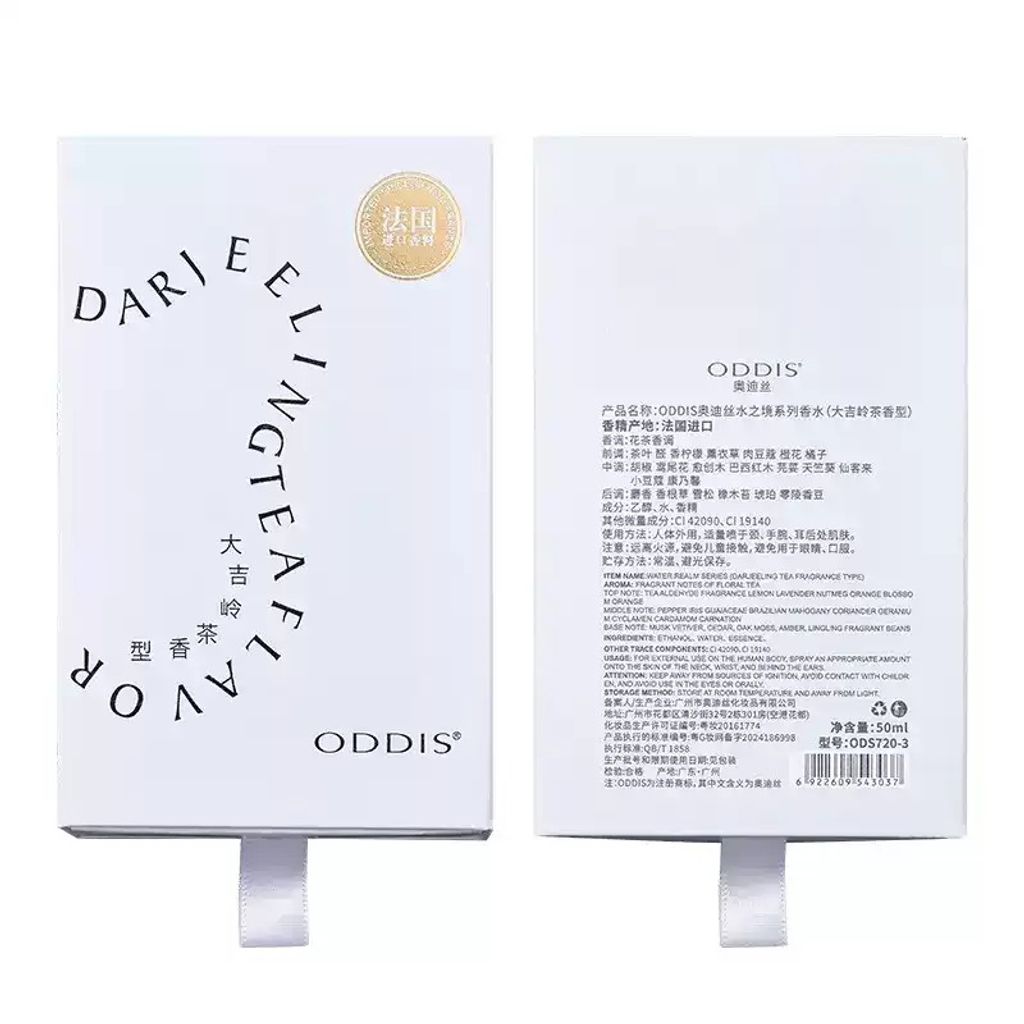 法国
进口香料
DARJEELINGTEAFLAVOR
大吉岭茶香型
ODDIS®
ODDIS®
奥迪丝
产品名称:ODDIS奥迪丝水之境系列香水(大吉岭茶香型)
香精产地:法国进口
香调:花茶香调
前调:茶叶 醛 香柠檬 薰衣草 肉豆蔻 橙花 橘子
中调:胡椒 鸢尾花 愈创木 巴西红木 芫荽 天竺葵 仙客来
小豆蔻 康乃馨
后调:麝香 香根草 雪松 橡木苔 琥珀 零陵香豆
成分:乙醇、水、香精
其他微量成分:CI 42090、CI 19140
使用方法:人体外用,适量喷于颈、手腕、耳后处肌肤。
注意:远离火源,避免儿童接触,避免用于眼睛、口服。
贮存方法:常温、避光保存。
ITEM NAME:WATER REALM SERIES (DARJEELING TEA FRAGRANCE TYPE)
AROMA: FRAGRANT NOTES OF FLORAL TEA
TOP NOTE: TEA ALDEHYDE FRAGRANCE LEMON LAVENDER NUTMEG ORANGE BLOSSO
M ORANGE
MIDDLE NOTE: PEPPER IRIS GUAIACEAE BRAZILIAN MAHOGANY CORIANDER GERANIU
M CYCLAMEN CARDAMOM CARNATION
BASE NOTE: MUSK VETIVER, CEDAR, OAK MOSS, AMBER, LINGLING FRAGRANT BEANS
INGREDIENTS: ETHANOL, WATER, ESSENCE.
OTHER TRACE COMPONENTS: CI 42090, CI 19140
USAGE: FOR EXTERNAL USE ON THE HUMAN BODY, SPRAY AN APPROPRIATE AMOUNT
ONTO THE SKIN OF THE NECK, WRIST, AND BEHIND THE EARS.
ATTENTION: KEEP AWAY FROM SOURCES OF IGNITION, AVOID CONTACT WITH CHILDR
EN, AND AVOID USE IN THE EYES OR ORALLY.
STORAGE METHOD: STORE AT ROOM TEMPERATURE AND AWAY FROM LIGHT.
备案人/生产企业:广州市奥迪丝化妆品有限公司
地址:广州市花都区清沙街32号2栋301房(空港花都)
化妆品生产许可证编号:粤妆20161774
产品执行的标准编号:粤G妆网备字2024186998
执行标准:QB/T 1858
生产批号和限期使用日期:见包装
检验:合格 产地:广东·广州
注:ODDIS为注册商标,其中文含义为奥迪丝
净含量:50ml
型号:ODS720-3
6 922609 543037